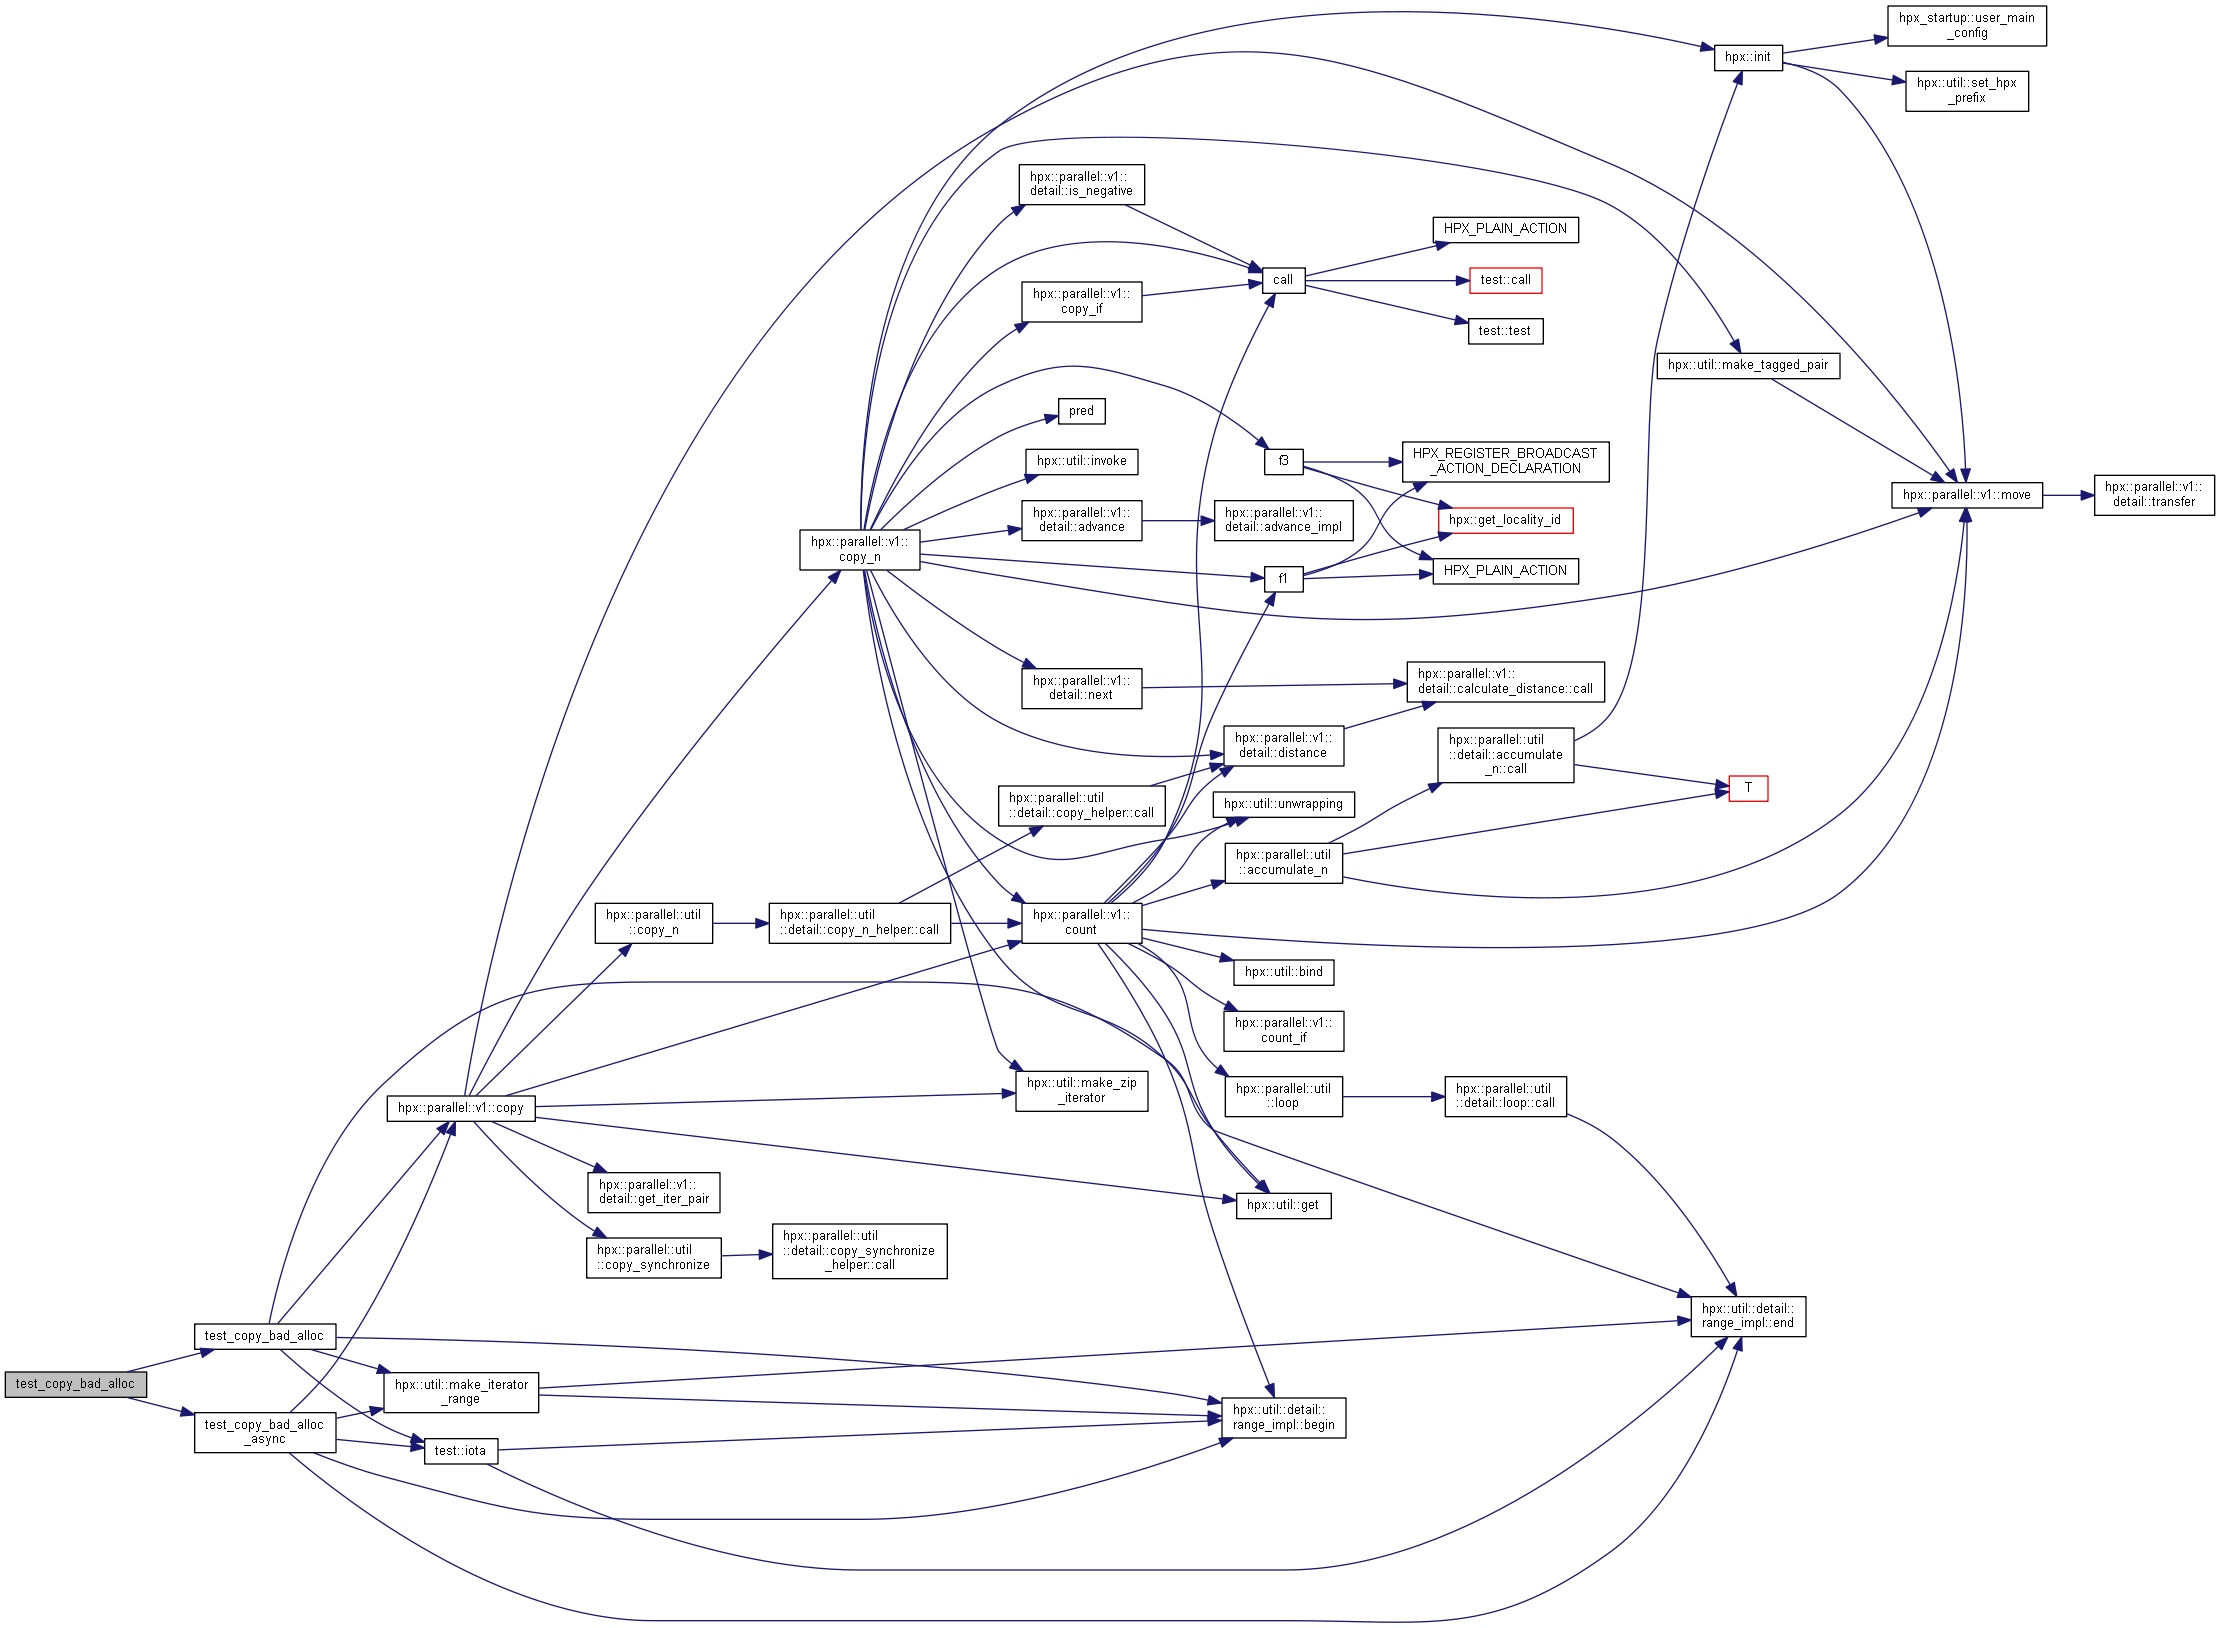 test_copy_bad_alloc
test_copy_bad_alloc
test_copy_bad_alloc
_async
hpx::parallel::v1::copy
hpx::util::make_iterator
_range
test::iota
hpx::parallel::util
::copy_n
hpx::parallel::v1::
detail::get_iter_pair
hpx::parallel::util
::copy_synchronize
hpx::parallel::v1::
copy_n
hpx::parallel::util
::detail::copy_n_helper::call
hpx::parallel::util
::detail::copy_synchronize
_helper::call
hpx::parallel::v1::
detail::is_negative
hpx::parallel::v1::
copy_if
pred
hpx::util::invoke
hpx::parallel::v1::
detail::advance
hpx::parallel::v1::
detail::next
hpx::parallel::util
::detail::copy_helper::call
hpx::parallel::v1::
count
hpx::util::make_zip
_iterator
call
f3
hpx::parallel::v1::
detail::advance_impl
f1
hpx::parallel::v1::
detail::distance
hpx::util::unwrapping
hpx::parallel::util
::accumulate_n
hpx::util::bind
hpx::parallel::v1::
count_if
hpx::parallel::util
::loop
hpx::util::get
hpx::util::detail::
range_impl::begin
HPX_PLAIN_ACTION
test::call
test::test
HPX_REGISTER_BROADCAST
_ACTION_DECLARATION
hpx::get_locality_id
HPX_PLAIN_ACTION
hpx::parallel::v1::
detail::calculate_distance::call
hpx::parallel::util
::detail::accumulate
_n::call
hpx::parallel::util
::detail::loop::call
hpx::init
hpx::util::make_tagged_pair
T
hpx::util::detail::
range_impl::end
hpx_startup::user_main
_config
hpx::util::set_hpx
_prefix
hpx::parallel::v1::move
hpx::parallel::v1::
detail::transfer